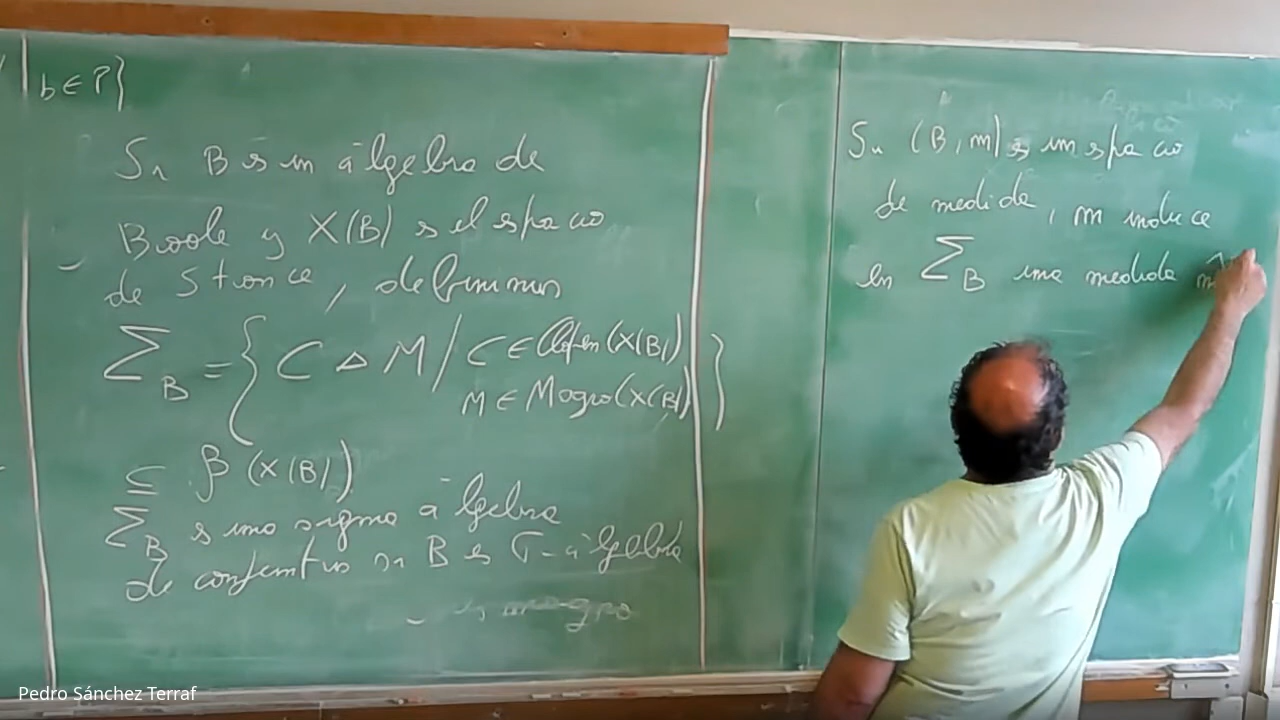 b ∈ P}
Si B es un álgebra de
Boole y X(B) es el espacio
de Stone, definimos
Σ_B = { C △ M / C ∈ Clopen(X(B))
M ∈ Magro(X(B)) }
⊆ β(X(B))
Σ_B es una sigma álgebra
de conjuntos si B es σ-álgebra
magro
Si (B, m) es un espacio
de medida, m induce
en Σ_B una medida m̂
Pedro Sánchez Terraf